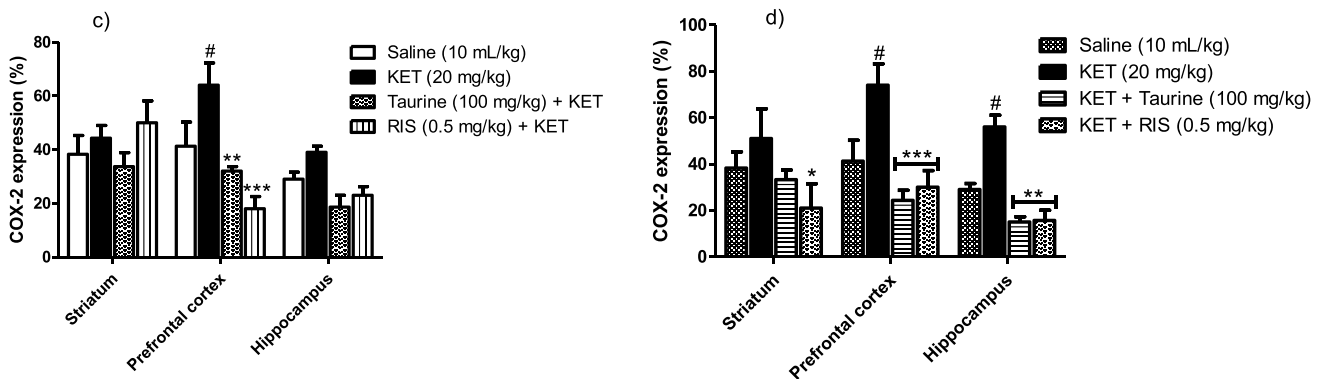 c)
COX-2 expression (%)
80
60
40
20
0
#
**
***
Striatum
Prefrontal cortex
Hippocampus
Saline (10 mL/kg)
KET (20 mg/kg)
Taurine (100 mg/kg) + KET
RIS (0.5 mg/kg) + KET
d)
COX-2 expression (%)
100
80
60
40
20
0
*
#
***
#
**
Striatum
Prefrontal cortex
Hippocampus
Saline (10 mL/kg)
KET (20 mg/kg)
KET + Taurine (100 mg/kg)
KET + RIS (0.5 mg/kg)